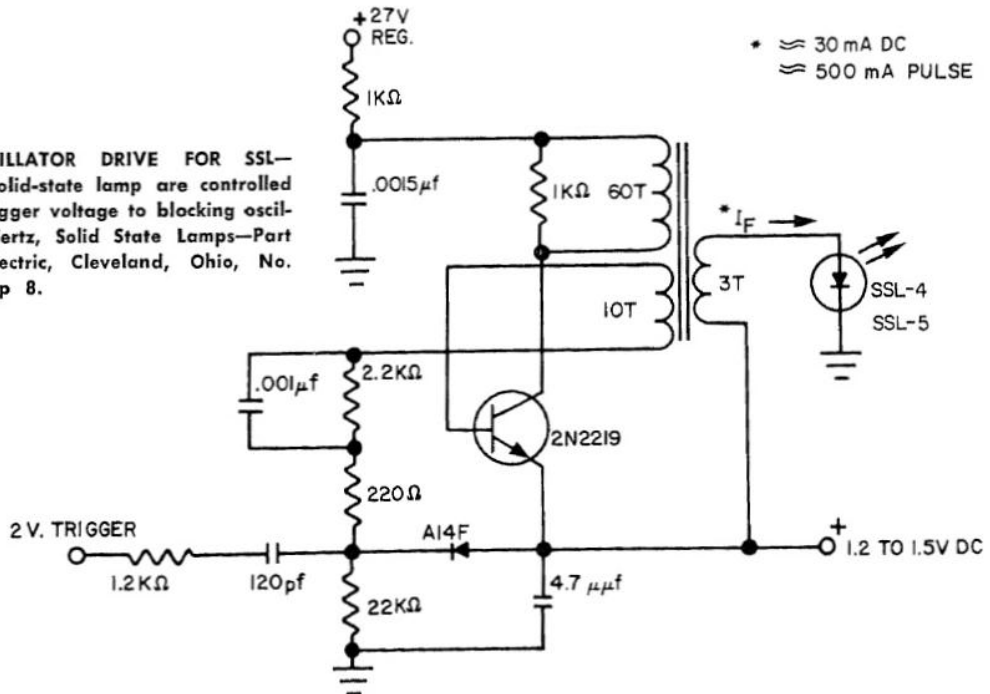 +27V
REG.
* ≈ 30 mA DC
≈ 500 mA PULSE
1KΩ
ILLATOR DRIVE FOR SSL—
olid-state lamp are controlled
gger voltage to blocking oscil-
ertz, Solid State Lamps—Part
ectric, Cleveland, Ohio, No.
p 8.
.0015μf
1KΩ
60T
* IF
10T
3T
SSL-4
SSL-5
.001μf
2.2KΩ
2N2219
220Ω
2 V. TRIGGER
A14F
+
1.2 TO 1.5V DC
1.2KΩ
120pf
22KΩ
4.7 μμf